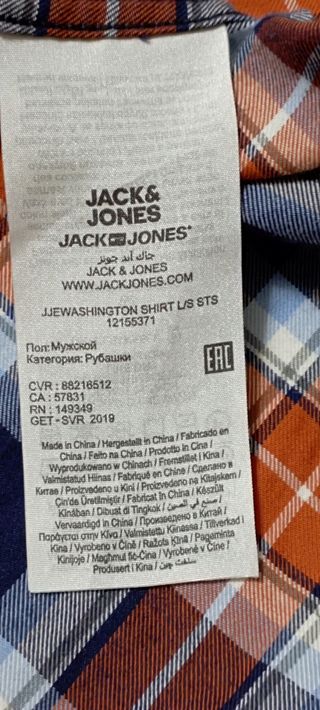 JACK&
JONES
JACK & JONES®
جاك آند جونز
JACK & JONES
WWW.JACKJONES.COM
JJEWASHINGTON SHIRT L/S STS
12155371
Пол: Мужской
Категория: Рубашки
EAC
CVR : 88216512
CA : 57831
RN : 149349
GET-SVR 2019
Made in China / Hergestellt in China / Fabricado en
China / Feito na China / Prodotto in Cina /
Wyprodukowano w Chinach / Fremstillet i Kina /
Valmistatud Hiinas / Fabriqué en Chine / Сделано в
Китае / Proizvedeno u Kini / Proizvedeno na Kitajskem /
Çin'de Üretilmiştir / Fabricat în China / Készült
Kínában / Dibuat di Tiongkok / صنع في الصين /
Vervaardigd in China / Произведено в Китай /
Παράγεται στην Κίνα / Valmistettu Kiinassa / Tillverkad i
Kina / Vyrobeno v Číně / Ražots Ķīnā / Pagaminta
Kinijoje / Maghmul fiċ-Ċina / Vyrobené v Číne /
Produsert i Kina / ساخت چین